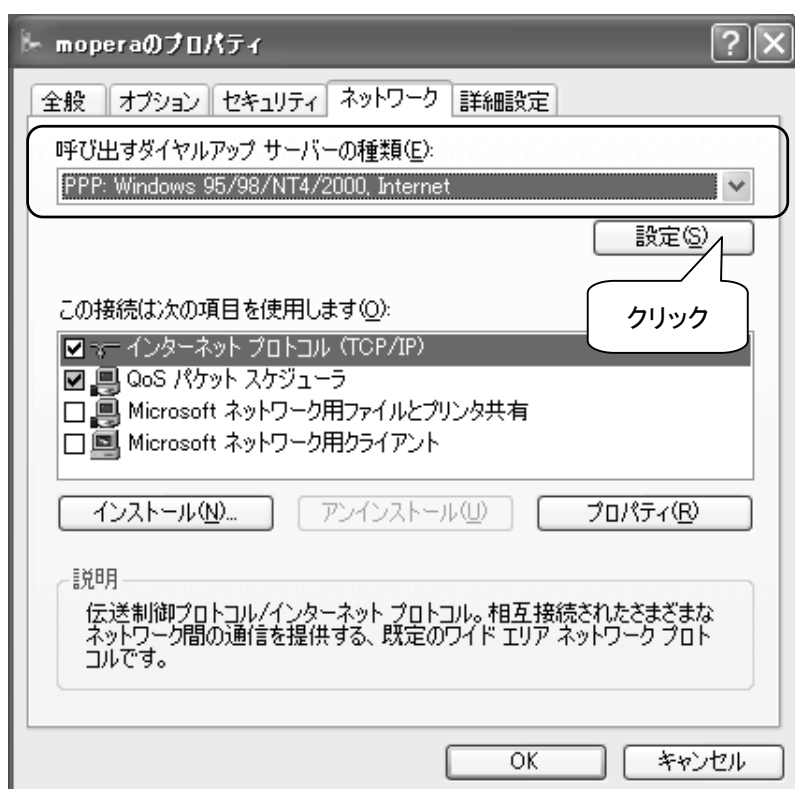 moperaのプロパティ
全般 オプション セキュリティ ネットワーク 詳細設定
呼び出すダイヤルアップ サーバーの種類(E):
PPP: Windows 95/98/NT4/2000, Internet
設定(S)
クリック
この接続は次の項目を使用します(O):
インターネット プロトコル (TCP/IP)
QoS パケット スケジューラ
Microsoft ネットワーク用ファイルとプリンタ共有
Microsoft ネットワーク用クライアント
インストール(N)... アンインストール(U) プロパティ(R)
説明
伝送制御プロトコル/インターネット プロトコル。相互接続されたさまざまな
ネットワーク間の通信を提供する、既定のワイド エリア ネットワーク プロト
コルです。
OK キャンセル